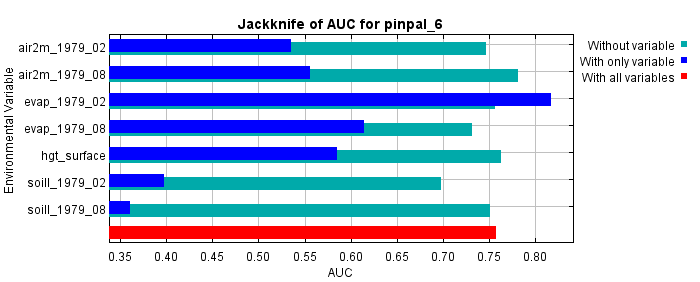 Jackknife of AUC for pinpal_6
Without variable
With only variable
With all variables
Environmental Variable
air2m_1979_02
air2m_1979_08
evap_1979_02
evap_1979_08
hgt_surface
soill_1979_02
soill_1979_08
0.35 0.40 0.45 0.50 0.55 0.60 0.65 0.70 0.75 0.80
AUC